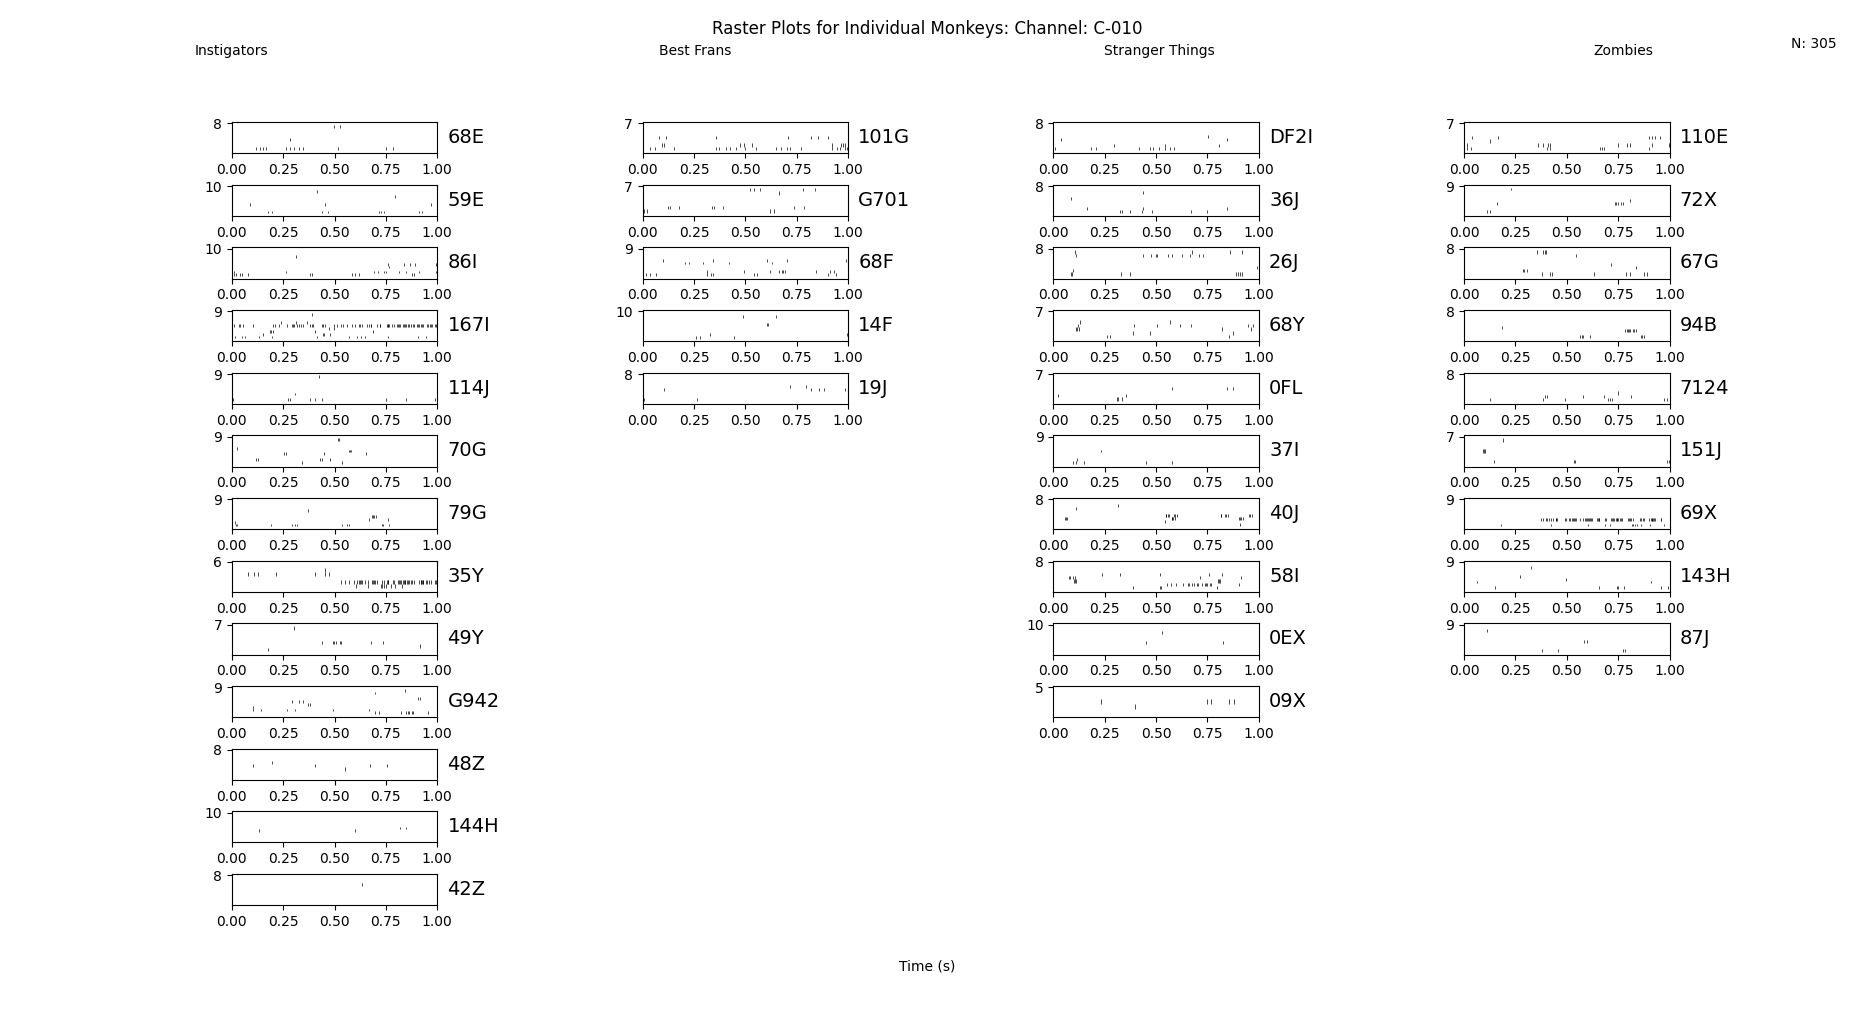 Raster Plots for Individual Monkeys: Channel: C-010
Instigators Best Frans Stranger Things Zombies N: 305
8 68E 7 101G 8 DF2I 7 110E
0.00 0.25 0.50 0.75 1.00 0.00 0.25 0.50 0.75 1.00 0.00 0.25 0.50 0.75 1.00 0.00 0.25 0.50 0.75 1.00
10 59E 7 G701 8 36J 9 72X
0.00 0.25 0.50 0.75 1.00 0.00 0.25 0.50 0.75 1.00 0.00 0.25 0.50 0.75 1.00 0.00 0.25 0.50 0.75 1.00
10 86I 9 68F 8 26J 8 67G
0.00 0.25 0.50 0.75 1.00 0.00 0.25 0.50 0.75 1.00 0.00 0.25 0.50 0.75 1.00 0.00 0.25 0.50 0.75 1.00
9 167I 10 14F 7 68Y 8 94B
0.00 0.25 0.50 0.75 1.00 0.00 0.25 0.50 0.75 1.00 0.00 0.25 0.50 0.75 1.00 0.00 0.25 0.50 0.75 1.00
9 114J 8 19J 7 0FL 8 7124
0.00 0.25 0.50 0.75 1.00 0.00 0.25 0.50 0.75 1.00 0.00 0.25 0.50 0.75 1.00 0.00 0.25 0.50 0.75 1.00
9 70G 9 37I 7 151J
0.00 0.25 0.50 0.75 1.00 0.00 0.25 0.50 0.75 1.00 0.00 0.25 0.50 0.75 1.00
9 79G 8 40J 9 69X
0.00 0.25 0.50 0.75 1.00 0.00 0.25 0.50 0.75 1.00 0.00 0.25 0.50 0.75 1.00
6 35Y 8 58I 9 143H
0.00 0.25 0.50 0.75 1.00 0.00 0.25 0.50 0.75 1.00 0.00 0.25 0.50 0.75 1.00
7 49Y 10 0EX 9 87J
0.00 0.25 0.50 0.75 1.00 0.00 0.25 0.50 0.75 1.00 0.00 0.25 0.50 0.75 1.00
9 G942 5 09X
0.00 0.25 0.50 0.75 1.00 0.00 0.25 0.50 0.75 1.00
8 48Z
0.00 0.25 0.50 0.75 1.00
10 144H
0.00 0.25 0.50 0.75 1.00
8 42Z
0.00 0.25 0.50 0.75 1.00
Time (s)